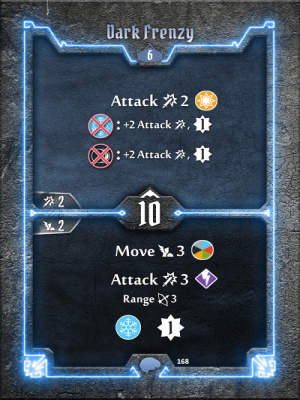 Dark Frenzy
6
Attack 2
: +2 Attack , 1
: +2 Attack , 1
2
10
2
Move 3
Attack 3
Range 3
1
168